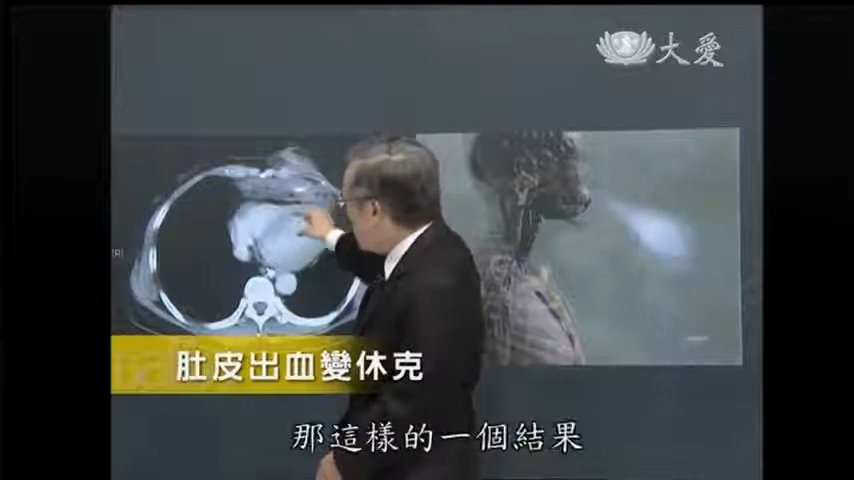 大愛
肚皮出血變休克
那這樣的一個結果